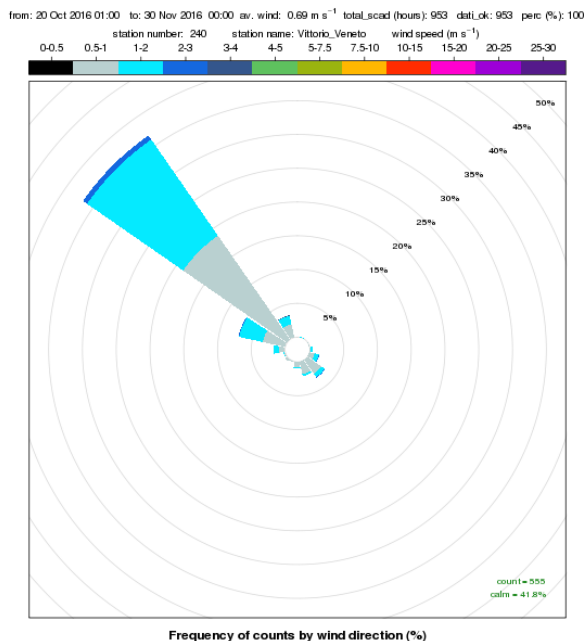 from: 20 Oct 2016 01:00 to: 30 Nov 2016 00:00 av. wind: 0.69 m s⁻¹ total_scad (hours): 953 dati_ok: 953 perc (%): 100
station number: 240 station name: Vittorio_Veneto wind speed (m s⁻¹)
0-0.5 0.5-1 1-2 2-3 3-4 4-5 5-7.5 7.5-10 10-15 15-20 20-25 25-30
50%
45%
40%
35%
30%
25%
20%
15%
10%
5%
count = 555
calm = 41.8%
Frequency of counts by wind direction (%)